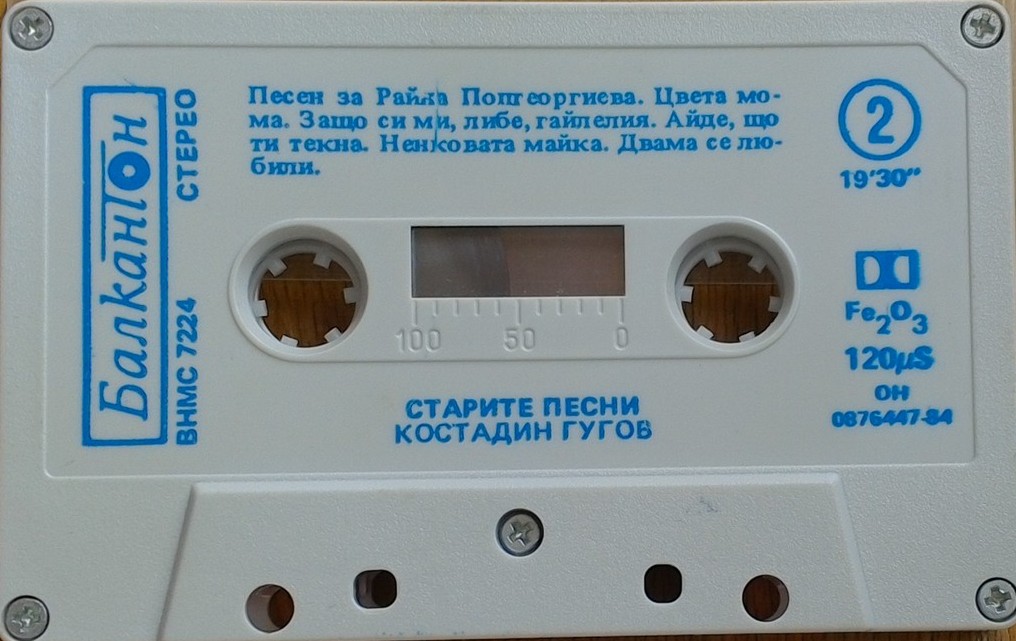 Песен за Райна Попгеоргиева. Цвета мо-
ма. Защо си ми, либе, гайлелия. Айде, що
ти текна. Ненковата майка. Двама се лю-
били.
2
19′30″
Балкантон
СТЕРЕО
ВНМС 7224
100 50 0
Fe₂O₃
120µS
ОН
0876447-84
СТАРИТЕ ПЕСНИ
КОСТАДИН ГУГОВ